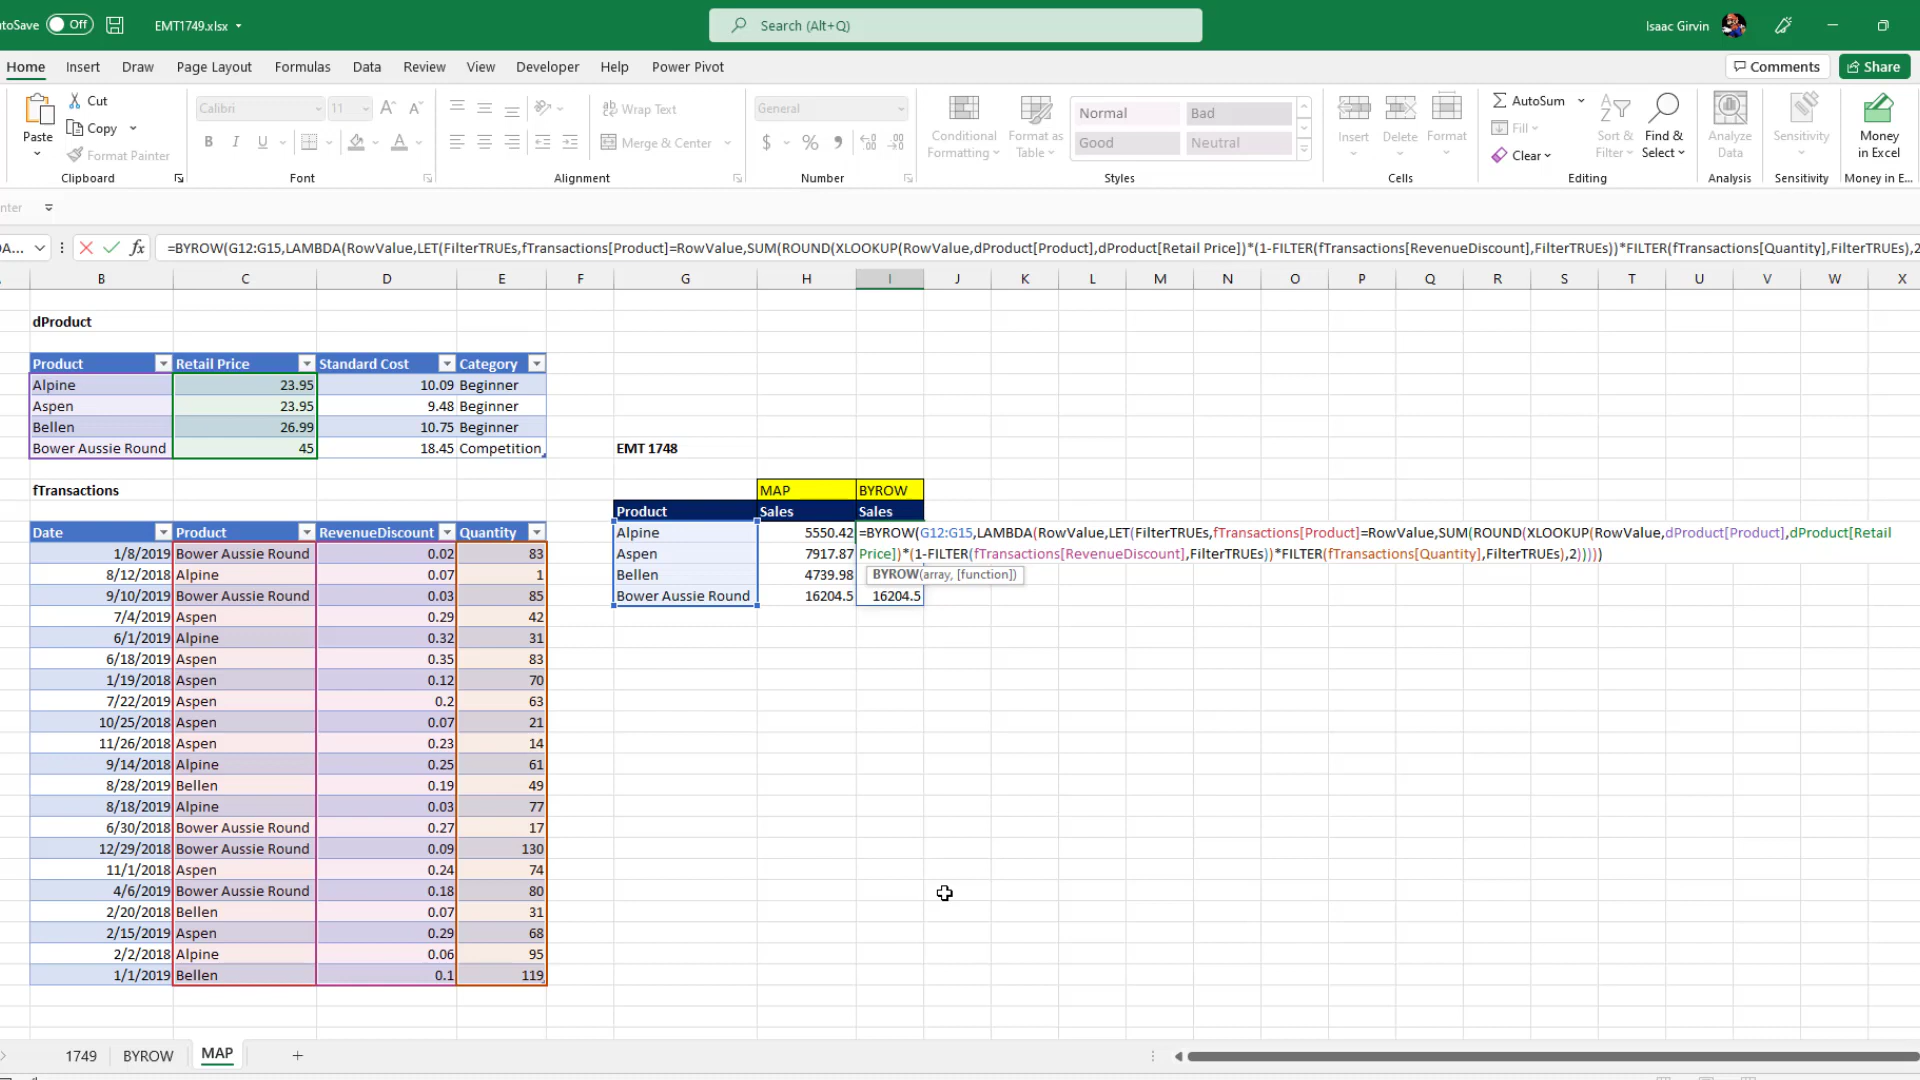 toSave Off EMT1749.xlsx Search (Alt+Q) Isaac Girvin
Home Insert Draw Page Layout Formulas Data Review View Developer Help Power Pivot Comments Share
Paste Cut Copy Format Painter Clipboard
Calibri 11 B I U Font
Wrap Text Merge & Center Alignment
General $ % Number
Conditional Formatting Format as Table Normal Bad Good Neutral Styles
Insert Delete Format Cells
AutoSum Fill Clear Sort & Filter Find & Select Editing
Analyze Data Analysis
Sensitivity Sensitivity
Money in Excel Money in E...
nter
A... fx =BYROW(G12:G15,LAMBDA(RowValue,LET(FilterTRUEs,fTransactions[Product]=RowValue,SUM(ROUND(XLOOKUP(RowValue,dProduct[Product],dProduct[Retail Price])*(1-FILTER(fTransactions[RevenueDiscount],FilterTRUEs))*FILTER(fTransactions[Quantity],FilterTRUEs),2
B C D E F G H I J K L M N O P Q R S T U V W X
dProduct
Product Retail Price Standard Cost Category
Alpine 23.95 10.09 Beginner
Aspen 23.95 9.48 Beginner
Bellen 26.99 10.75 Beginner
Bower Aussie Round 45 18.45 Competition
EMT 1748
fTransactions
MAP BYROW
Product Sales Sales
Alpine 5550.42 =BYROW(G12:G15,LAMBDA(RowValue,LET(FilterTRUEs,fTransactions[Product]=RowValue,SUM(ROUND(XLOOKUP(RowValue,dProduct[Product],dProduct[Retail
Aspen 7917.87 Price])*(1-FILTER(fTransactions[RevenueDiscount],FilterTRUEs))*FILTER(fTransactions[Quantity],FilterTRUEs),2)))))
Bellen 4739.98 BYROW(array, [function])
Bower Aussie Round 16204.5 16204.5
Date Product RevenueDiscount Quantity
1/8/2019 Bower Aussie Round 0.02 83
8/12/2018 Alpine 0.07 1
9/10/2019 Bower Aussie Round 0.03 85
7/4/2019 Aspen 0.29 42
6/1/2019 Alpine 0.32 31
6/18/2019 Aspen 0.35 83
1/19/2018 Aspen 0.12 70
7/22/2019 Aspen 0.2 63
10/25/2018 Aspen 0.07 21
11/26/2018 Aspen 0.23 14
9/14/2018 Alpine 0.25 61
8/28/2019 Bellen 0.19 49
8/18/2019 Alpine 0.03 77
6/30/2018 Bower Aussie Round 0.27 17
12/29/2018 Bower Aussie Round 0.09 130
11/1/2018 Aspen 0.24 74
4/6/2019 Bower Aussie Round 0.18 80
2/20/2018 Bellen 0.07 31
2/15/2019 Aspen 0.29 68
2/2/2018 Alpine 0.06 95
1/1/2019 Bellen 0.1 119
1749 BYROW MAP